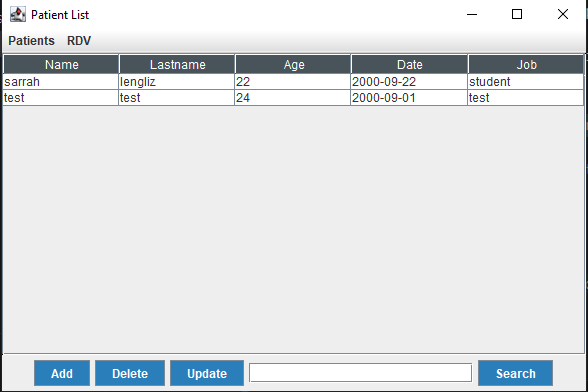 Patient List
Patients RDV
Name Lastname Age Date Job
sarrah lengliz 22 2000-09-22 student
test test 24 2000-09-01 test
Add Delete Update Search